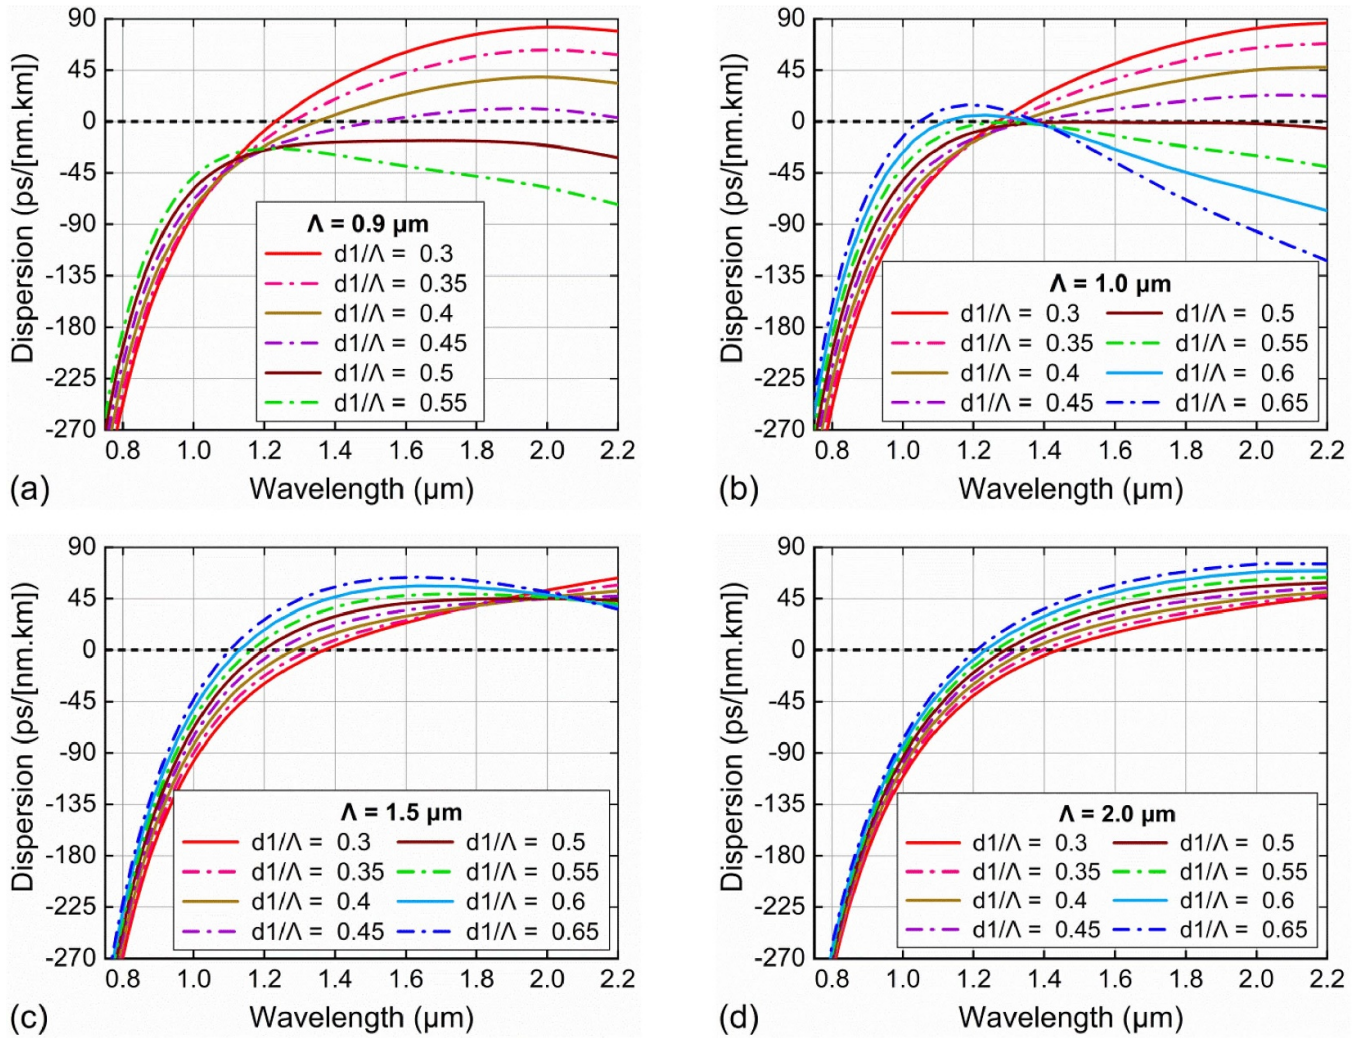 90
45
0
-45
-90
-135
-180
-225
-270
Dispersion (ps/[nm.km])
Λ = 0.9 µm
d1/Λ = 0.3
d1/Λ = 0.35
d1/Λ = 0.4
d1/Λ = 0.45
d1/Λ = 0.5
d1/Λ = 0.55
0.8 1.0 1.2 1.4 1.6 1.8 2.0 2.2
(a) Wavelength (µm)
90
45
0
-45
-90
-135
-180
-225
-270
Dispersion (ps/[nm.km])
Λ = 1.0 µm
d1/Λ = 0.3 d1/Λ = 0.5
d1/Λ = 0.35 d1/Λ = 0.55
d1/Λ = 0.4 d1/Λ = 0.6
d1/Λ = 0.45 d1/Λ = 0.65
0.8 1.0 1.2 1.4 1.6 1.8 2.0 2.2
(b) Wavelength (µm)
90
45
0
-45
-90
-135
-180
-225
-270
Dispersion (ps/[nm.km])
Λ = 1.5 µm
d1/Λ = 0.3 d1/Λ = 0.5
d1/Λ = 0.35 d1/Λ = 0.55
d1/Λ = 0.4 d1/Λ = 0.6
d1/Λ = 0.45 d1/Λ = 0.65
0.8 1.0 1.2 1.4 1.6 1.8 2.0 2.2
(c) Wavelength (µm)
90
45
0
-45
-90
-135
-180
-225
-270
Dispersion (ps/[nm.km])
Λ = 2.0 µm
d1/Λ = 0.3 d1/Λ = 0.5
d1/Λ = 0.35 d1/Λ = 0.55
d1/Λ = 0.4 d1/Λ = 0.6
d1/Λ = 0.45 d1/Λ = 0.65
0.8 1.0 1.2 1.4 1.6 1.8 2.0 2.2
(d) Wavelength (µm)